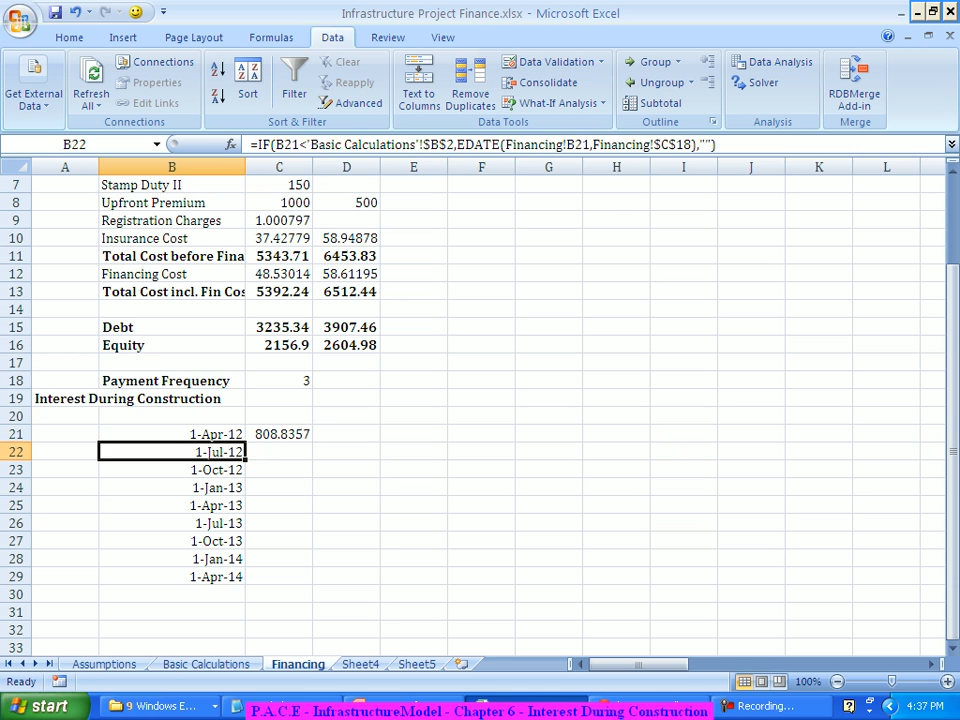 Infrastructure Project Finance.xlsx - Microsoft Excel
Home Insert Page Layout Formulas Data Review View
Get External Data
Refresh All
Connections
Properties
Edit Links
Connections
Sort
Filter
Clear
Reapply
Advanced
Sort & Filter
Text to Columns
Remove Duplicates
Data Validation
Consolidate
What-If Analysis
Data Tools
Group
Ungroup
Subtotal
Outline
Data Analysis
Solver
Analysis
RDBMerge Add-in
Merge
B22 fx =IF(B21<'Basic Calculations'!$B$2,EDATE(Financing!B21,Financing!$C$18),"")
A B C D E F G H I J K L
7 Stamp Duty II 150
8 Upfront Premium 1000 500
9 Registration Charges 1.000797
10 Insurance Cost 37.42779 58.94878
11 Total Cost before Fina 5343.71 6453.83
12 Financing Cost 48.53014 58.61195
13 Total Cost incl. Fin Cos 5392.24 6512.44
14
15 Debt 3235.34 3907.46
16 Equity 2156.9 2604.98
17
18 Payment Frequency 3
19 Interest During Construction
20
21 1-Apr-12 808.8357
22 1-Jul-12
23 1-Oct-12
24 1-Jan-13
25 1-Apr-13
26 1-Jul-13
27 1-Oct-13
28 1-Jan-14
29 1-Apr-14
30
31
32
33
Assumptions Basic Calculations Financing Sheet4 Sheet5
Ready 100%
start 9 Windows E... Recording... 4:37 PM
P.A.C.E - InfrastructureModel - Chapter 6 - Interest During Construction